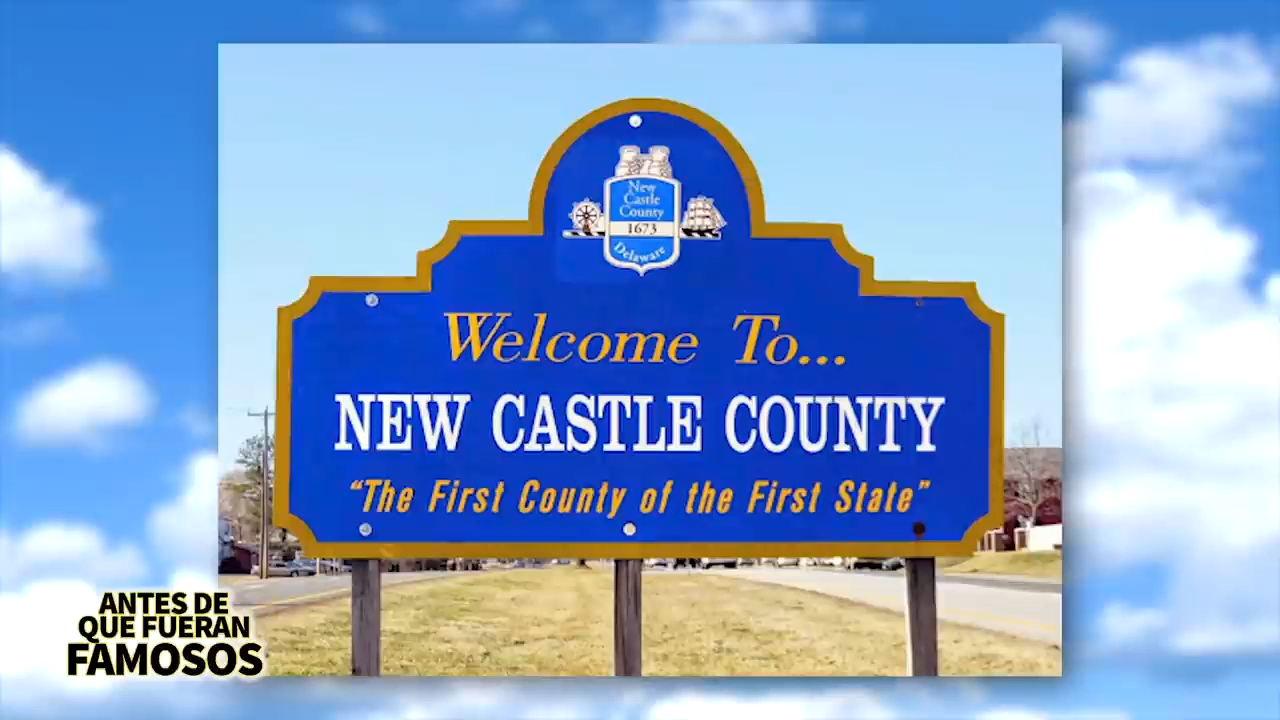 New
Castle
County
1673
Delaware
Welcome To...
NEW CASTLE COUNTY
“The First County of the First State”
ANTES DE
QUE FUERAN
FAMOSOS